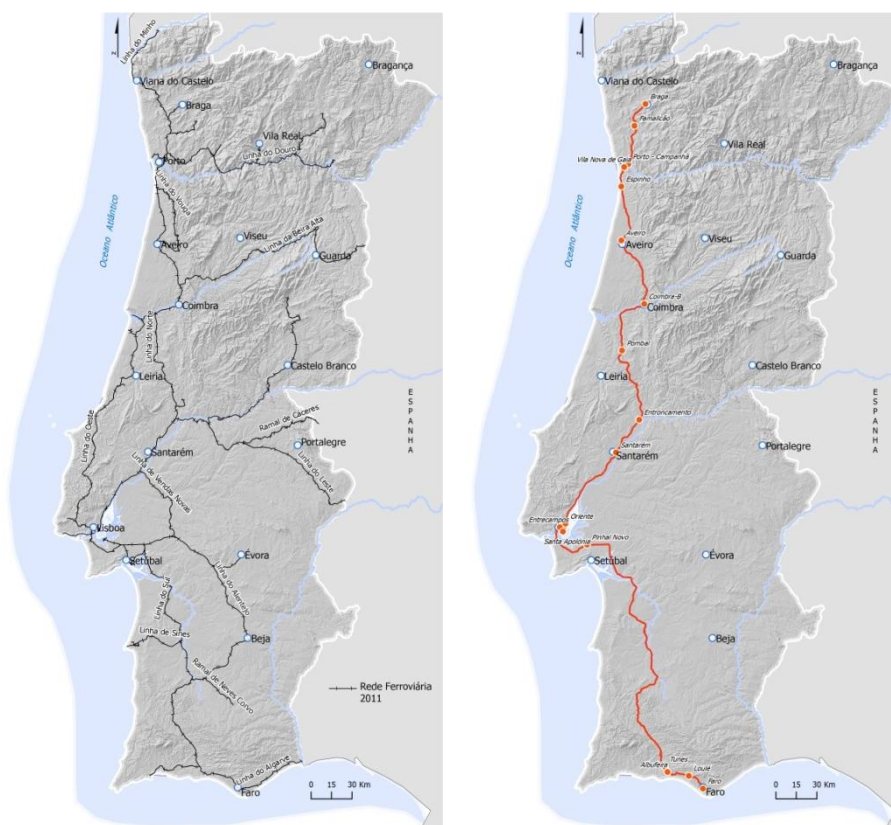 N
Linha do Minho
Viana do Castelo
Bragança
Braga
Vila Real
Linha do Douro
Porto
Linha do Vouga
Oceano Atlântico
Aveiro
Viseu
Linha da Beira Alta
Guarda
Coimbra
Linha do Norte
Leiria
Castelo Branco
ESPANHA
Linha do Oeste
Ramal de Cáceres
Portalegre
Santarém
Linha do Leste
Linha de Vendas Novas
Lisboa
Setúbal
Évora
Linha do Sul
Linha do Alentejo
Linha de Sines
Beja
Ramal de Neves Corvo
Rede Ferroviária
2011
Linha do Algarve
Faro
0 15 30 Km
N
Viana do Castelo
Bragança
Braga
Famalicão
Vila Real
Vila Nova de Gaia
Porto - Campanhã
Espinho
Oceano Atlântico
Aveiro
Aveiro
Viseu
Guarda
Coimbra-B
Coimbra
Pombal
Leiria
Castelo Branco
ESPANHA
Entroncamento
Portalegre
Santarém
Santarém
Entrecampos
Oriente
Santa Apolónia
Pinhal Novo
Setúbal
Évora
Beja
Tunes
Albufeira
Loulé
Faro
Faro
0 15 30 Km